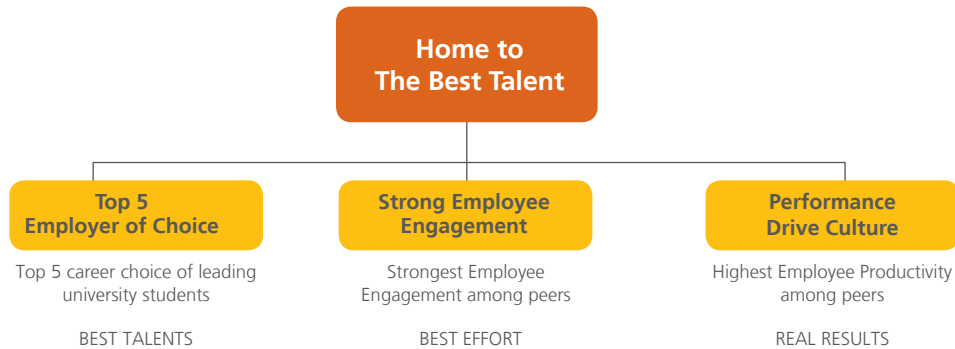 Home to
The Best Talent
Top 5
Employer of Choice
Top 5 career choice of leading
university students
BEST TALENTS
Strong Employee
Engagement
Strongest Employee
Engagement among peers
BEST EFFORT
Performance
Drive Culture
Highest Employee Productivity
among peers
REAL RESULTS